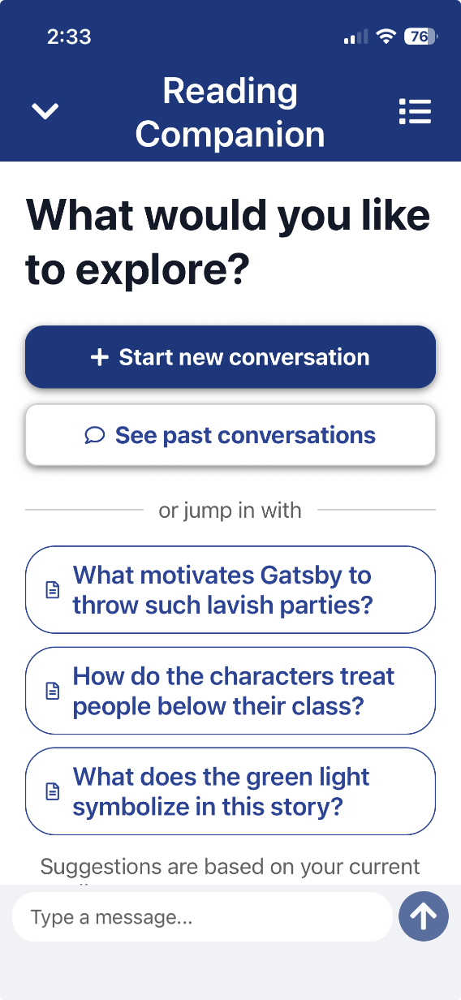 2:33
76
Reading
Companion
What would you like
to explore?
Start new conversation
See past conversations
or jump in with
What motivates Gatsby to
throw such lavish parties?
How do the characters treat
people below their class?
What does the green light
symbolize in this story?
Suggestions are based on your current
Type a message...